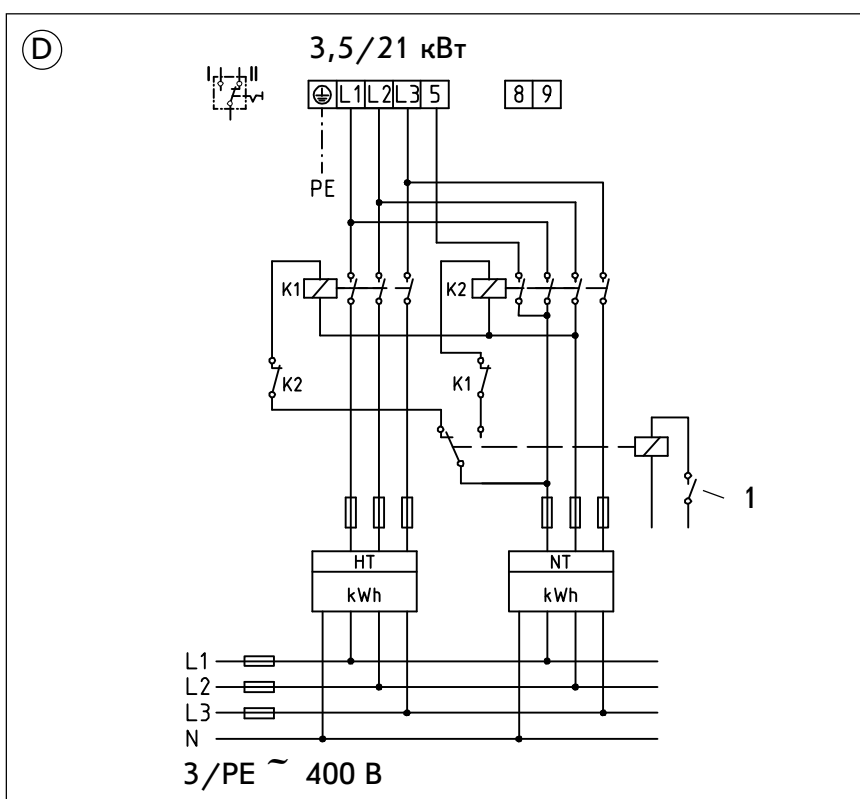 D
3,5/21 кВт
I II
L1 L2 L3 5 8 9
PE
K1 K2
K2 K1
1
HT NT
kWh kWh
L1
L2
L3
N
3/PE ~ 400 В